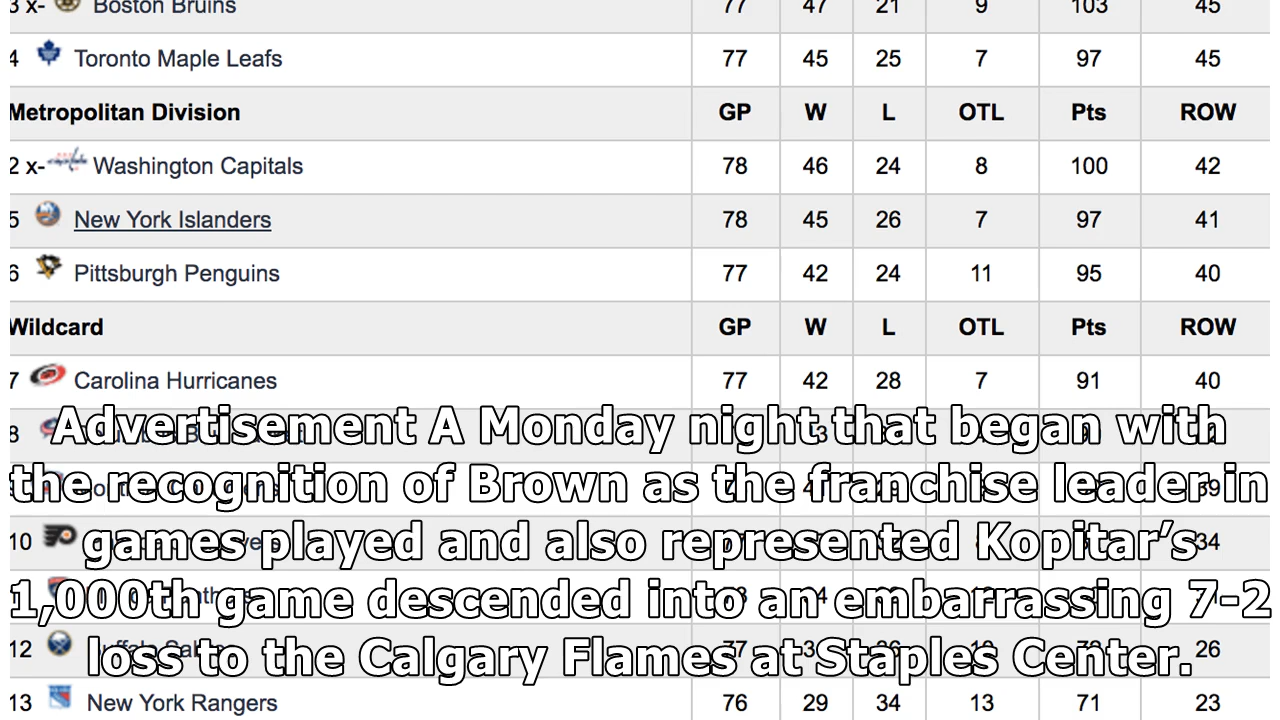 3 x- Boston Bruins 77 47 21 9 103 45
4 Toronto Maple Leafs 77 45 25 7 97 45
Metropolitan Division GP W L OTL Pts ROW
2 x- Washington Capitals 78 46 24 8 100 42
5 New York Islanders 78 45 26 7 97 41
6 Pittsburgh Penguins 77 42 24 11 95 40
Wildcard GP W L OTL Pts ROW
7 Carolina Hurricanes 77 42 28 7 91 40
8
Advertisement A Monday night that began with
the recognition of Brown as the franchise leader in
games played and also represented Kopitar’s
1,000th game descended into an embarrassing 7-2
loss to the Calgary Flames at Staples Center.
10 34
12 Buffalo 77 26
13 New York Rangers 76 29 34 13 71 23